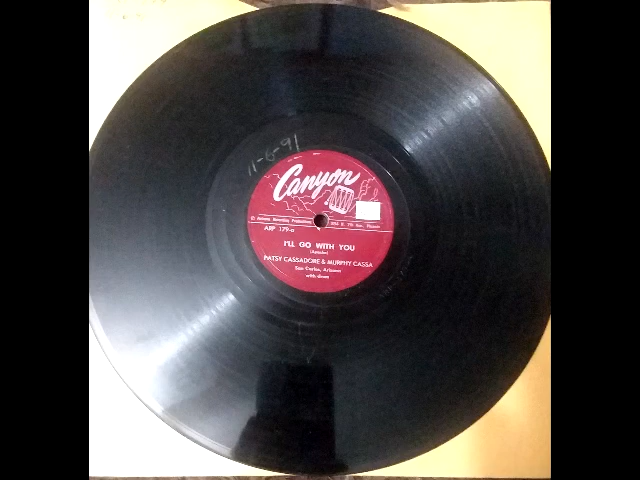 11-6-91
Canyon
ARP 179-a
I'LL GO WITH YOU
(Apache)
PATSY CASSADORE & MURPHY CASSA
San Carlos, Arizona
with drum